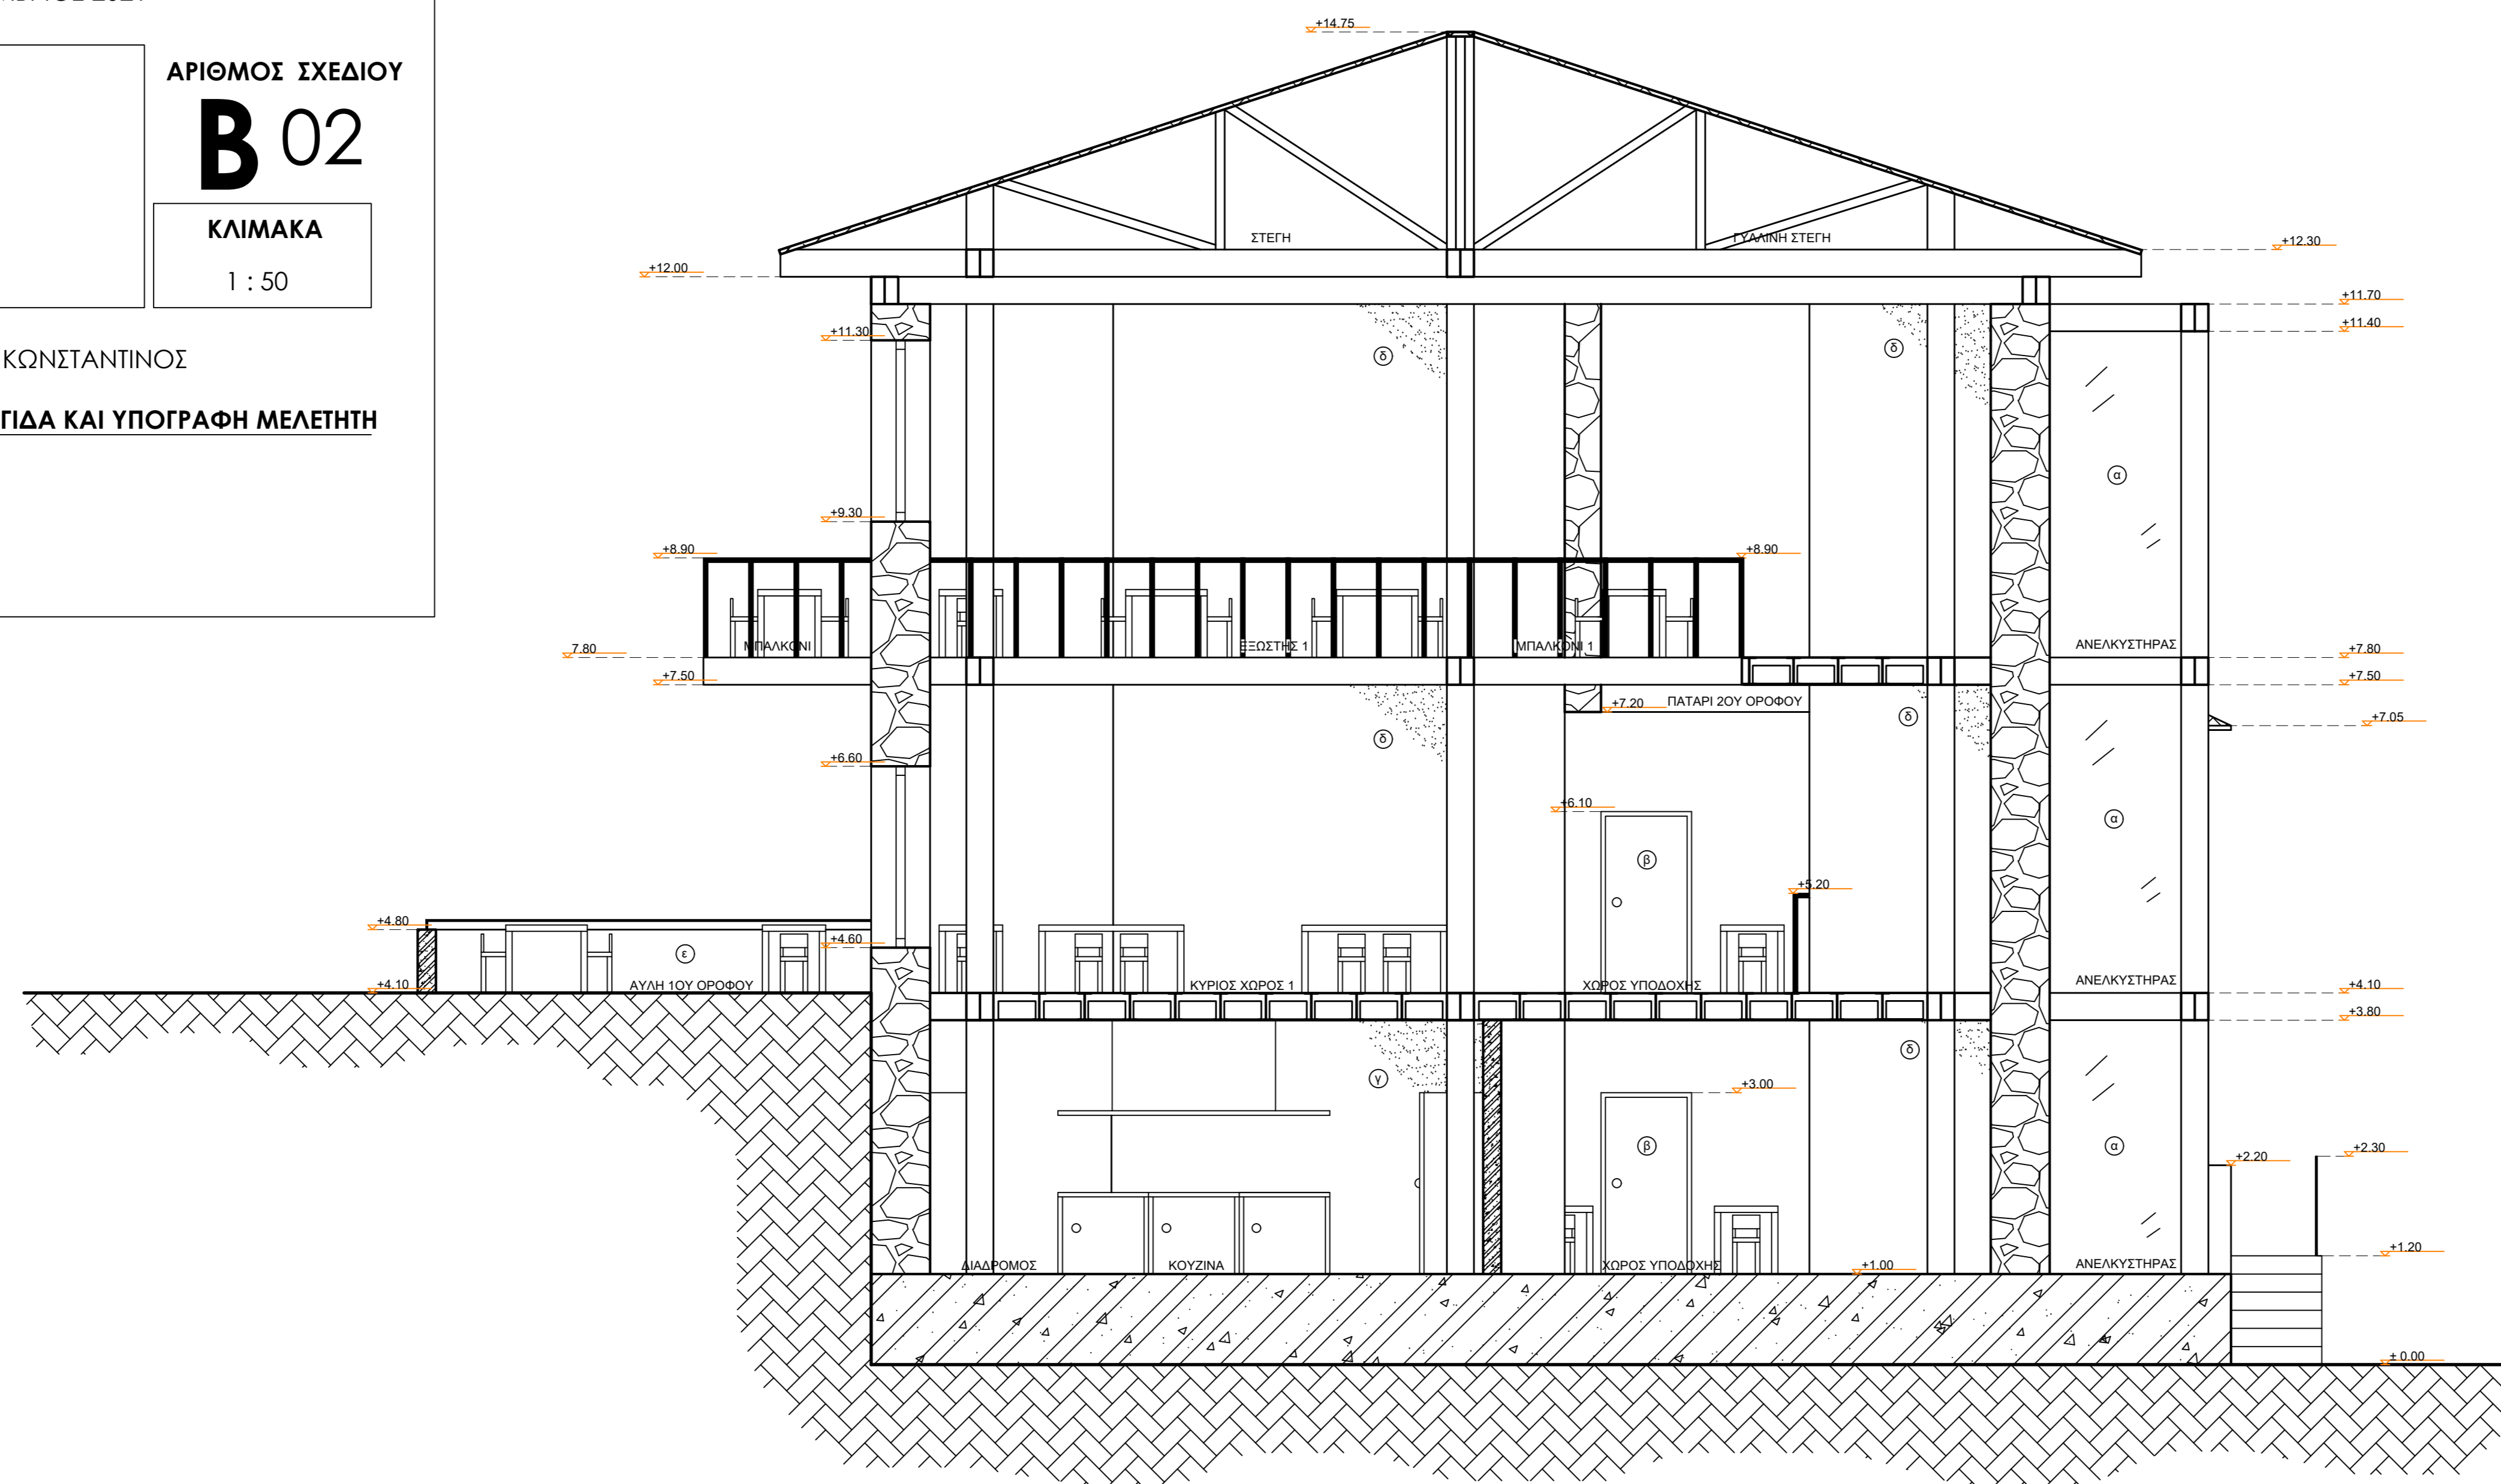 ΑΡΙΘΜΟΣ ΣΧΕΔΙΟΥ
B 02
ΚΛΙΜΑΚΑ
1 : 50
ΚΩΝΣΤΑΝΤΙΝΟΣ
ΓΙΔΑ ΚΑΙ ΥΠΟΓΡΑΦΗ ΜΕΛΕΤΗΤΗ
+14.75
ΣΤΕΓΗ
ΓΥΑΛΙΝΗ ΣΤΕΓΗ
+12.30
+12.00
+11.70
+11.40
+11.30
δ
δ
α
+9.30
+8.90
+8.90
ΜΠΑΛΚΟΝΙ
ΕΞΩΣΤΗΣ 1
ΜΠΑΛΚΟΝΙ 1
ΑΝΕΛΚΥΣΤΗΡΑΣ
7.80
+7.80
+7.50
+7.50
+7.20
ΠΑΤΑΡΙ 2ΟΥ ΟΡΟΦΟΥ
δ
δ
+7.05
+6.60
+6.10
α
β
+5.20
+4.80
+4.60
ε
+4.10
ΑΥΛΗ 1ΟΥ ΟΡΟΦΟΥ
ΚΥΡΙΟΣ ΧΩΡΟΣ 1
ΧΩΡΟΣ ΥΠΟΔΟΧΗΣ
ΑΝΕΛΚΥΣΤΗΡΑΣ
+4.10
+3.80
δ
γ
+3.00
β
α
+2.30
+2.20
+1.20
ΔΙΑΔΡΟΜΟΣ
ΚΟΥΖΙΝΑ
ΧΩΡΟΣ ΥΠΟΔΟΧΗΣ
+1.00
ΑΝΕΛΚΥΣΤΗΡΑΣ
± 0.00